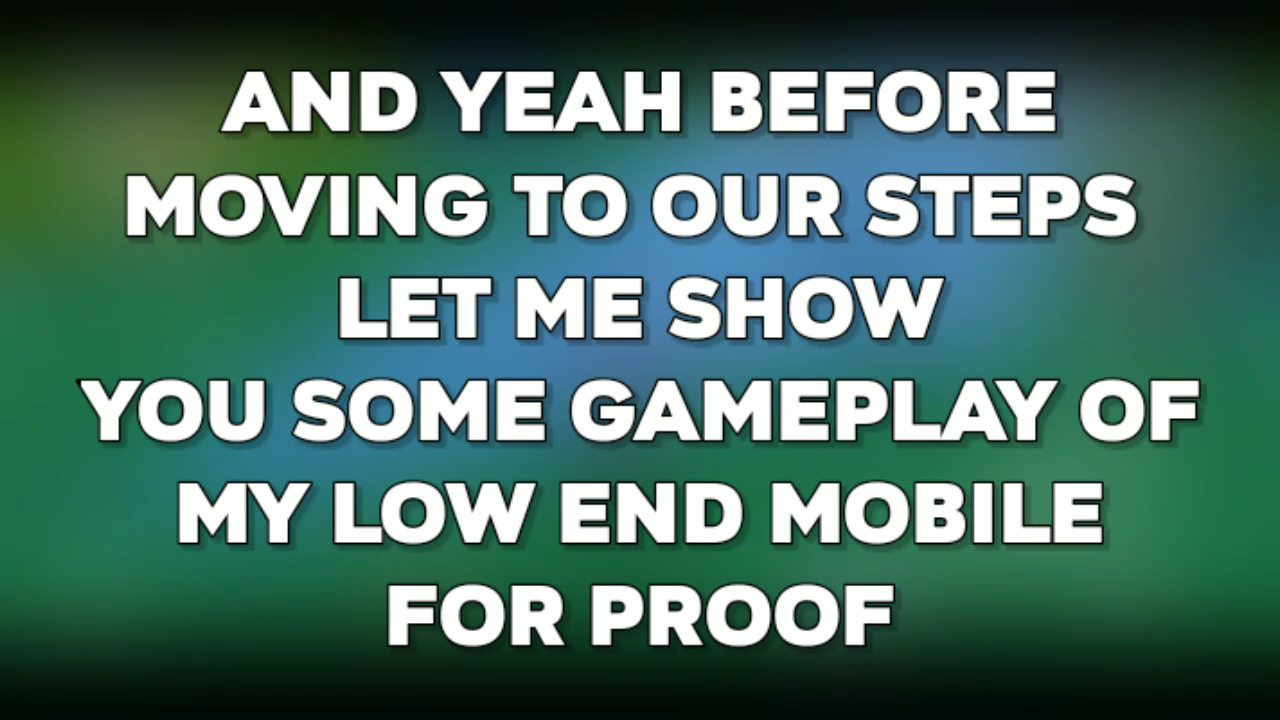 AND YEAH BEFORE
MOVING TO OUR STEPS
LET ME SHOW
YOU SOME GAMEPLAY OF
MY LOW END MOBILE
FOR PROOF